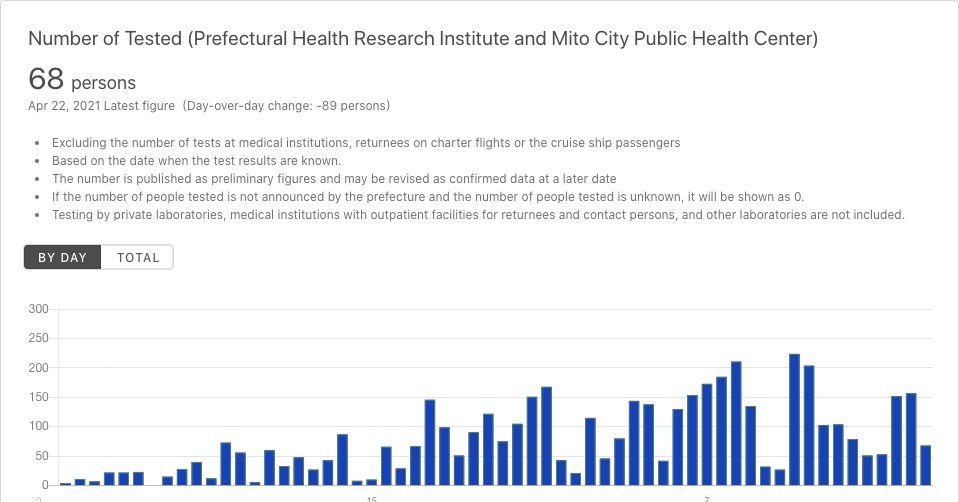 Number of Tested (Prefectural Health Research Institute and Mito City Public Health Center)
68 persons
Apr 22, 2021 Latest figure (Day-over-day change: -89 persons)
• Excluding the number of tests at medical institutions, returnees on charter flights or the cruise ship passengers
• Based on the date when the test results are known.
• The number is published as preliminary figures and may be revised as confirmed data at a later date
• If the number of people tested is not announced by the prefecture and the number of people tested is unknown, it will be shown as 0.
• Testing by private laboratories, medical institutions with outpatient facilities for returnees and contact persons, and other laboratories are not included.
BY DAY TOTAL
300
250
200
150
100
50
0
20 15 7